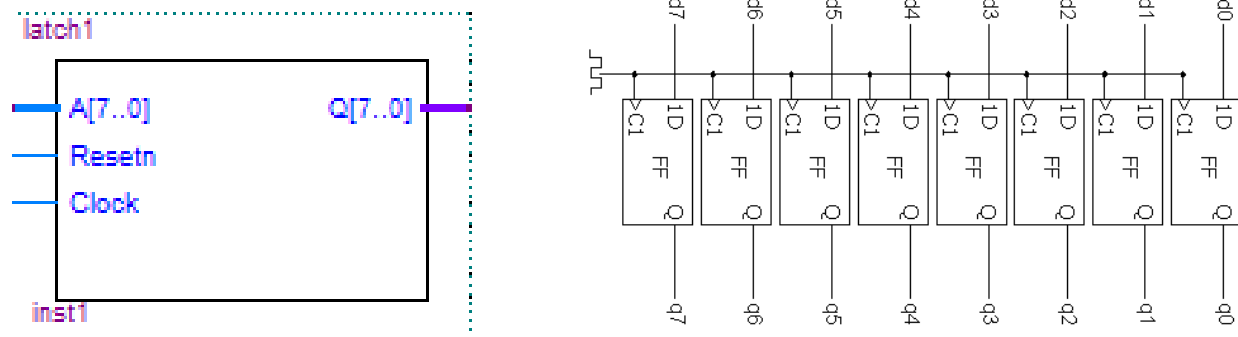 latch1
A[7..0] Q[7..0]
Resetn
Clock
inst1
d7 d6 d5 d4 d3 d2 d1 d0
C1 1D C1 1D C1 1D C1 1D C1 1D C1 1D C1 1D C1 1D
FF FF FF FF FF FF FF FF
Q Q Q Q Q Q Q Q
q7 q6 q5 q4 q3 q2 q1 q0